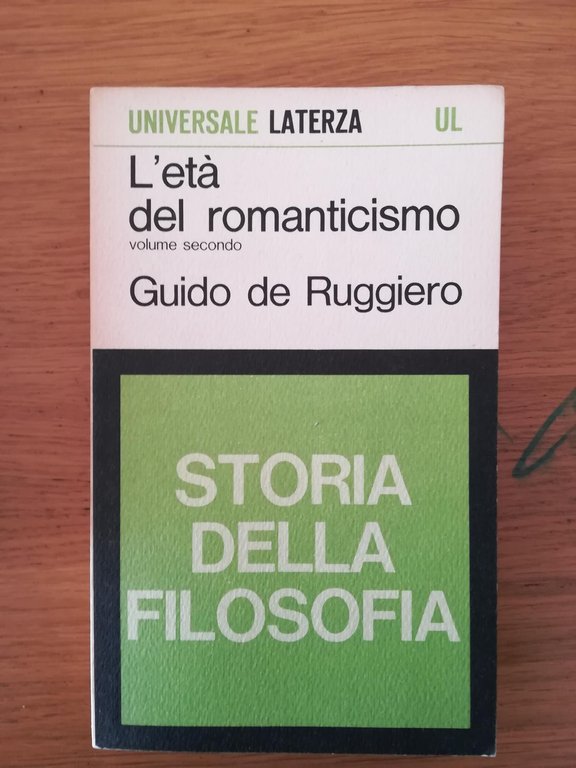 UNIVERSALE LATERZA UL
L'età
del romanticismo
volume secondo
Guido de Ruggiero
STORIA
DELLA
FILOSOFIA